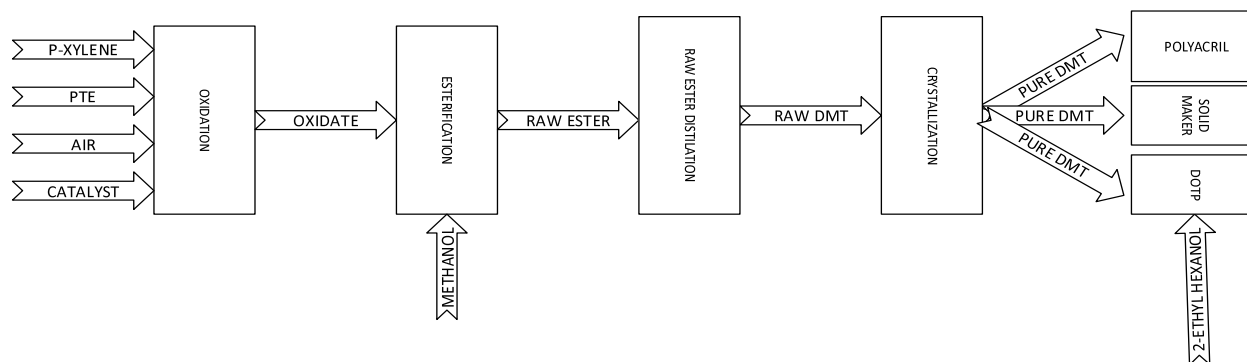 P-XYLENE
PTE
AIR
CATALYST
OXIDATION
OXIDATE
ESTERIFICATION
METHANOL
RAW ESTER
RAW ESTER DISTILATION
RAW DMT
CRYSTALLIZATION
PURE DMT
PURE DMT
PURE DMT
POLYACRIL
SOLID
MAKER
DOTP
2-ETHYL HEXANOL